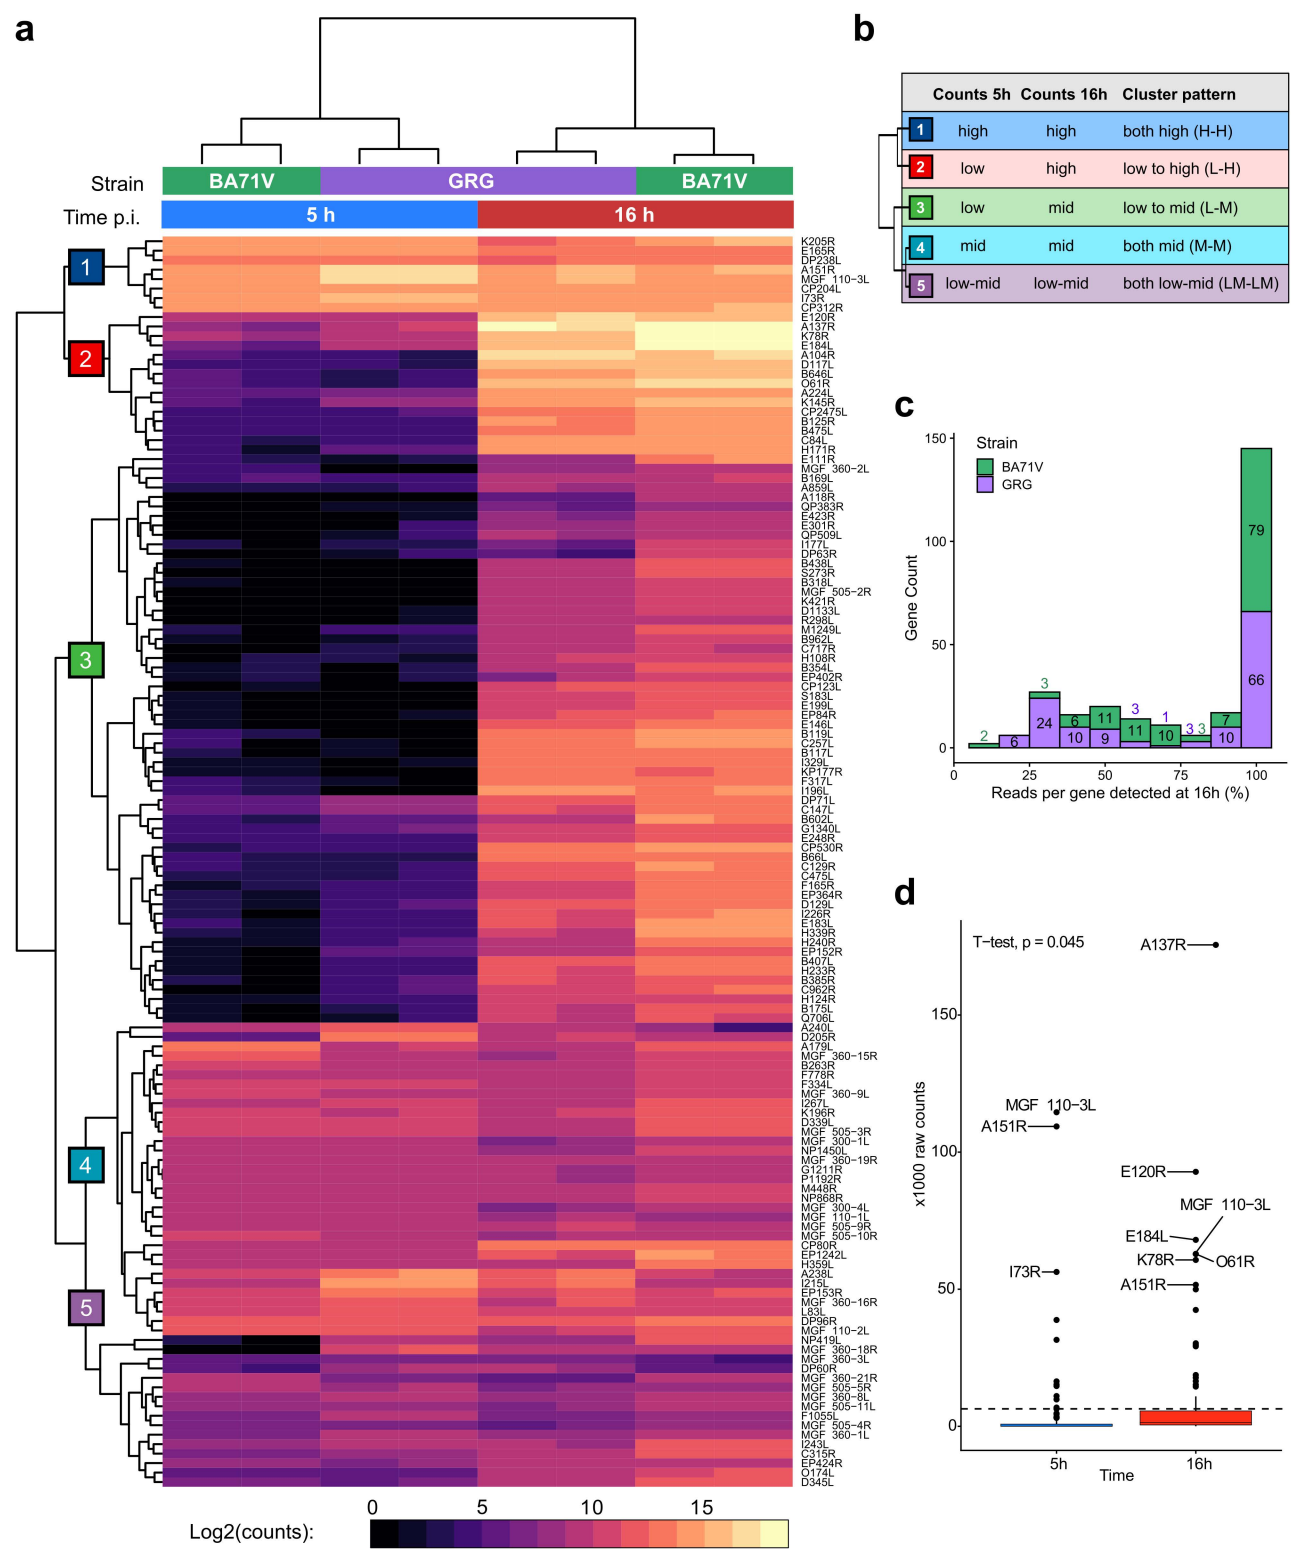 a
Strain
BA71V
GRG
BA71V
Time p.i.
5 h
16 h
1
2
3
4
5
K205R
E165R
DP238L
A151R
MGF 110−3L
CP204L
I73R
CP312R
E120R
A137R
K78R
E184L
A104R
D117L
B646L
O61R
A224L
K145R
CP2475L
B125R
B475L
C84L
H171R
E111R
MGF 360−2L
B169L
A859L
A118R
QP383R
E423R
E301R
QP509L
I177L
DP63R
B438L
S273R
B318L
MGF 505−2R
K421R
D1133L
R298L
M1249L
B962L
C717R
H108R
B354L
EP402R
CP123L
S183L
E199L
EP84R
E146L
B119L
C257L
B117L
I329L
KP177R
F317L
I196L
DP71L
C147L
B602L
G1340L
E248R
CP530R
B66L
C129R
C475L
F165R
EP364R
D129L
I226R
E183L
H339R
H240R
EP152R
B407L
H233R
B385R
C962R
H124R
B175L
Q706L
A240L
D205R
A179L
MGF 360−15R
B263R
F778R
F334L
MGF 360−9L
I267L
K196R
D339L
MGF 505−3R
MGF 300−1L
NP1450L
MGF 360−19R
G1211R
P1192R
M448R
NP868R
MGF 300−4L
MGF 110−1L
MGF 505−9R
MGF 505−10R
CP80R
EP1242L
H359L
A238L
I215L
EP153R
MGF 360−16R
L83L
DP96R
MGF 110−2L
NP419L
MGF 360−18R
MGF 360−3L
DP60R
MGF 360−21R
MGF 505−5R
MGF 360−8L
MGF 505−11L
F1055L
MGF 505−4R
MGF 360−1L
I243L
C315R
EP424R
O174L
D345L
Log2(counts):
0 5 10 15
b
Counts 5h Counts 16h Cluster pattern
1 high high both high (H-H)
2 low high low to high (L-H)
3 low mid low to mid (L-M)
4 mid mid both mid (M-M)
5 low-mid low-mid both low-mid (LM-LM)
c
Strain
BA71V
GRG
Gene Count
150
100
50
0
2
6
3
24
6
10
11
9
3
11
1
10
3 3
7
10
79
66
0 25 50 75 100
Reads per gene detected at 16h (%)
d
T−test, p = 0.045
x1000 raw counts
150
100
50
0
A137R
MGF 110−3L
A151R
E120R
MGF 110−3L
E184L
K78R
O61R
I73R
A151R
5h 16h
Time